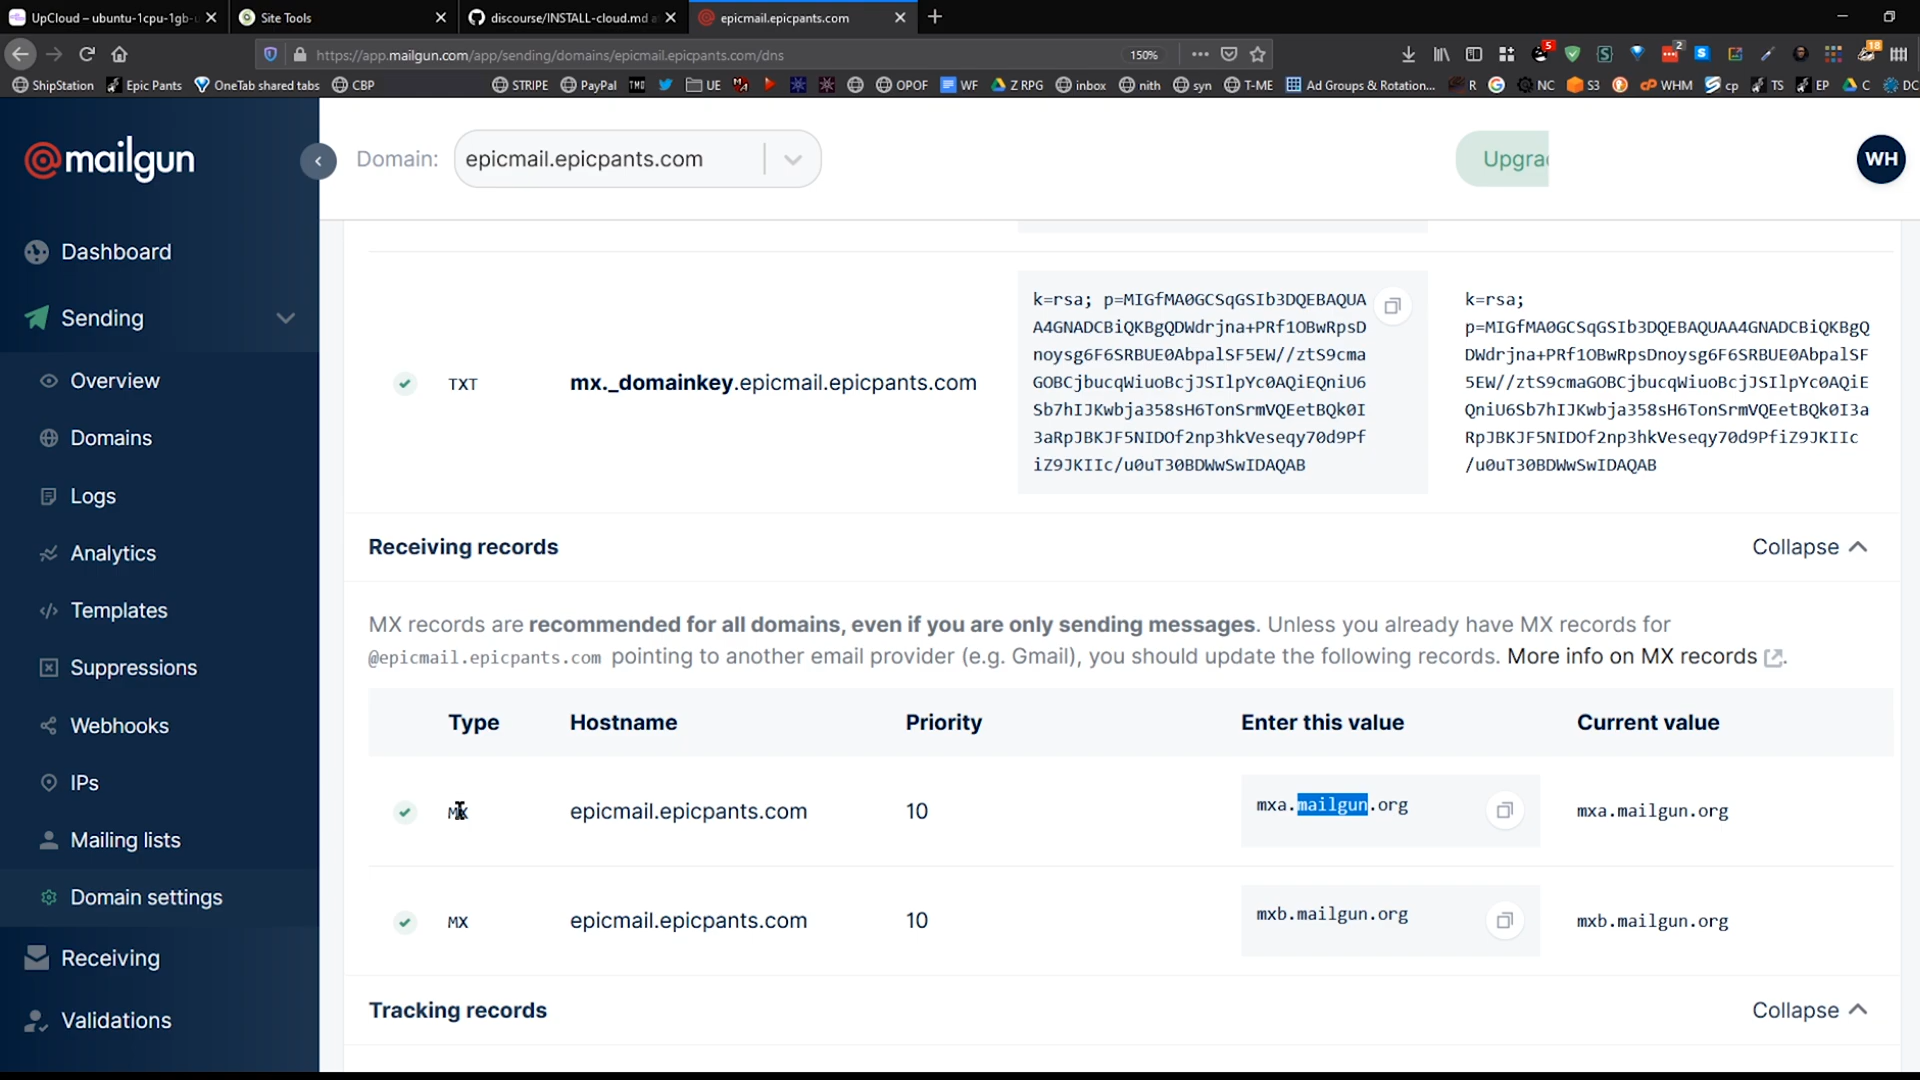 UpCloud – ubuntu-1cpu-1gb-u
Site Tools
discourse/INSTALL-cloud.md a
epicmail.epicpants.com
https://app.mailgun.com/app/sending/domains/epicmail.epicpants.com/dns
150%
5
2
18
ShipStation
Epic Pants
OneTab shared tabs
CBP
STRIPE
PayPal
UE
OPOF
WF
Z RPG
inbox
nith
syn
T-ME
Ad Groups & Rotation...
R
NC
S3
WHM
cp
TS
EP
C
DC
mailgun
Domain:
epicmail.epicpants.com
Upgrad
WH
Dashboard
Sending
Overview
Domains
Logs
Analytics
Templates
Suppressions
Webhooks
IPs
Mailing lists
Domain settings
Receiving
Validations
TXT
mx._domainkey.epicmail.epicpants.com
k=rsa; p=MIGfMA0GCSqGSIb3DQEBAQUA
A4GNADCBiQKBgQDWdrjna+PRf1OBwRpsD
noysg6F6SRBUE0AbpalSF5EW//ztS9cma
GOBCjbucqWiuoBcjJSIlpYc0AQiEQniU6
Sb7hIJKwbja358sH6TonSrmVQEetBQk0I
3aRpJBKJF5NIDOf2np3hkVeseqy70d9Pf
iZ9JKIIc/u0uT30BDWwSwIDAQAB
k=rsa;
p=MIGfMA0GCSqGSIb3DQEBAQUAA4GNADCBiQKBgQ
DWdrjna+PRf1OBwRpsDnoysg6F6SRBUE0AbpalSF
5EW//ztS9cmaGOBCjbucqWiuoBcjJSIlpYc0AQiE
QniU6Sb7hIJKwbja358sH6TonSrmVQEetBQk0I3a
RpJBKJF5NIDOf2np3hkVeseqy70d9PfiZ9JKIIc
/u0uT30BDWwSwIDAQAB
Receiving records
Collapse
MX records are recommended for all domains, even if you are only sending messages. Unless you already have MX records for
@epicmail.epicpants.com pointing to another email provider (e.g. Gmail), you should update the following records. More info on MX records.
Type
Hostname
Priority
Enter this value
Current value
MX
epicmail.epicpants.com
10
mxa.mailgun.org
mxa.mailgun.org
MX
epicmail.epicpants.com
10
mxb.mailgun.org
mxb.mailgun.org
Tracking records
Collapse